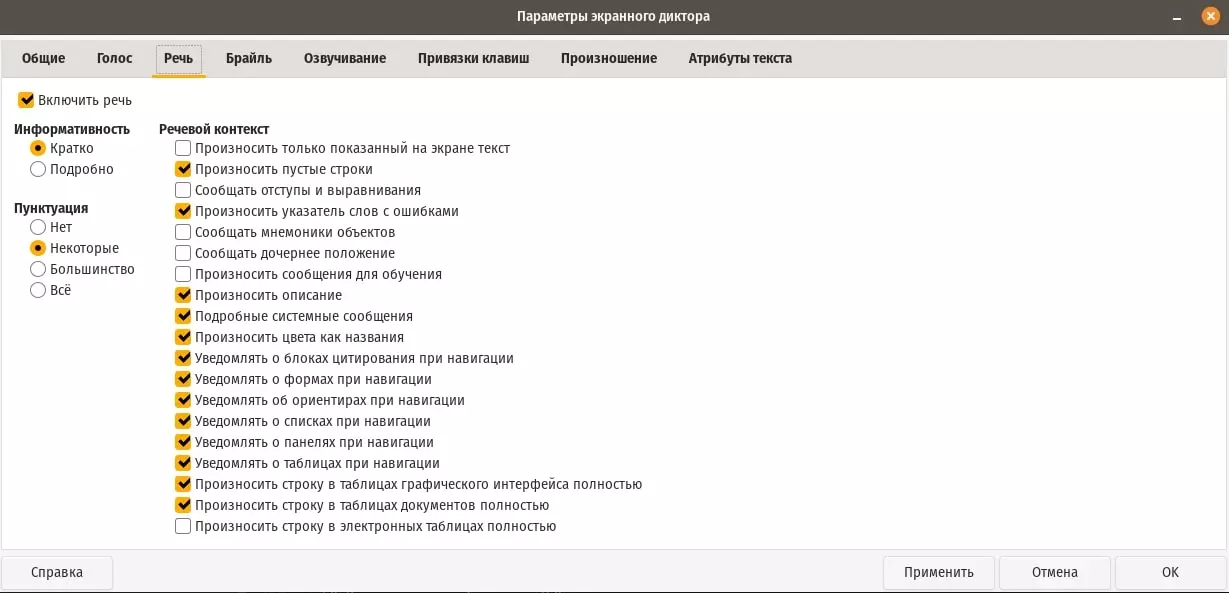 Параметры экранного диктора
Общие Голос Речь Брайль Озвучивание Привязки клавиш Произношение Атрибуты текста
Включить речь
Информативность
Кратко
Подробно
Пунктуация
Нет
Некоторые
Большинство
Всё
Речевой контекст
Произносить только показанный на экране текст
Произносить пустые строки
Сообщать отступы и выравнивания
Произносить указатель слов с ошибками
Сообщать мнемоники объектов
Сообщать дочернее положение
Произносить сообщения для обучения
Произносить описание
Подробные системные сообщения
Произносить цвета как названия
Уведомлять о блоках цитирования при навигации
Уведомлять о формах при навигации
Уведомлять об ориентирах при навигации
Уведомлять о списках при навигации
Уведомлять о панелях при навигации
Уведомлять о таблицах при навигации
Произносить строку в таблицах графического интерфейса полностью
Произносить строку в таблицах документов полностью
Произносить строку в электронных таблицах полностью
Справка Применить Отмена OK